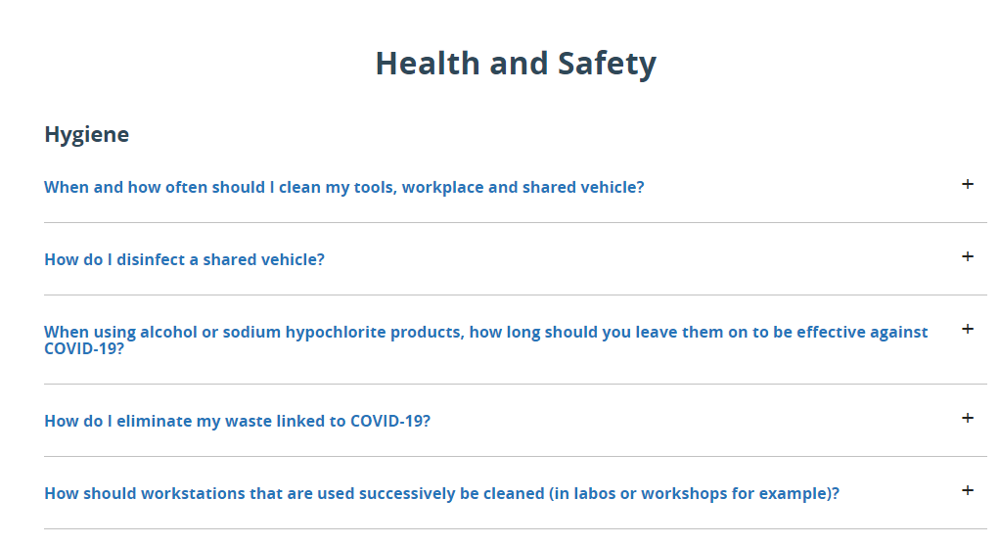 Health and Safety
Hygiene
When and how often should I clean my tools, workplace and shared vehicle? +
How do I disinfect a shared vehicle? +
When using alcohol or sodium hypochlorite products, how long should you leave them on to be effective against +
COVID-19?
How do I eliminate my waste linked to COVID-19? +
How should workstations that are used successively be cleaned (in labos or workshops for example)? +